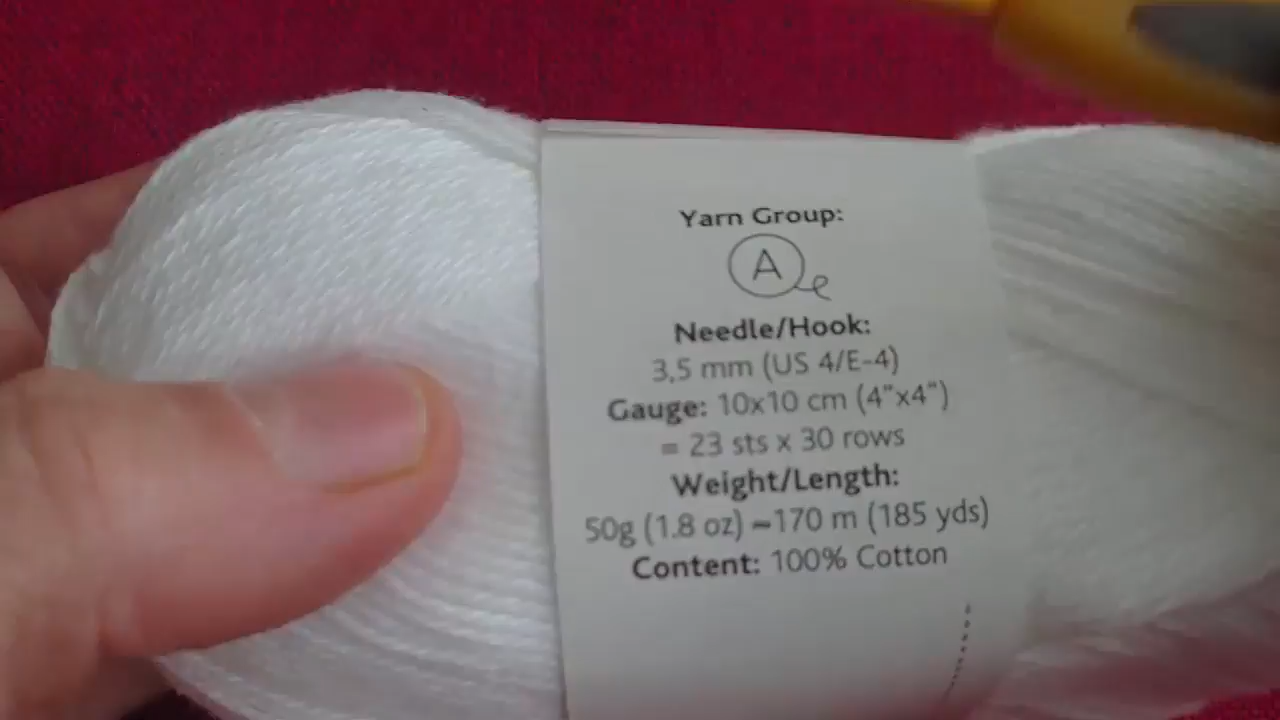 Yarn Group:
A
Needle/Hook:
3,5 mm (US 4/E-4)
Gauge: 10x10 cm (4"x4")
= 23 sts x 30 rows
Weight/Length:
50g (1.8 oz) ≈170 m (185 yds)
Content: 100% Cotton